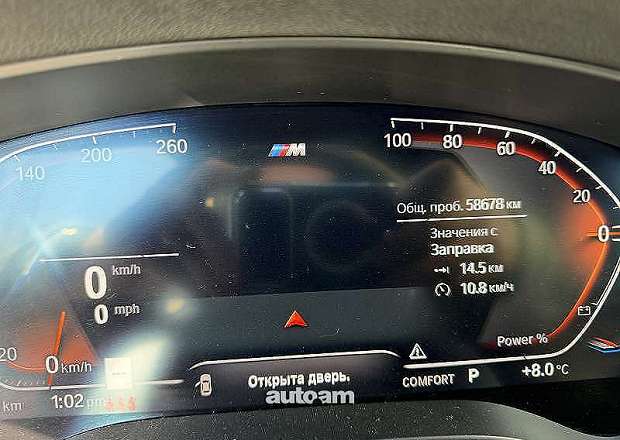 140 200 260
M
100 80 60 40 20 0
Общ. проб. 58678 км
Значения с
Заправка
14.5 км
10.8 км/ч
0 km/h
0 mph
Power %
20 0 km/h
km 1:02 pm
Открыта дверь.
COMFORT P +8.0 °C
autoam